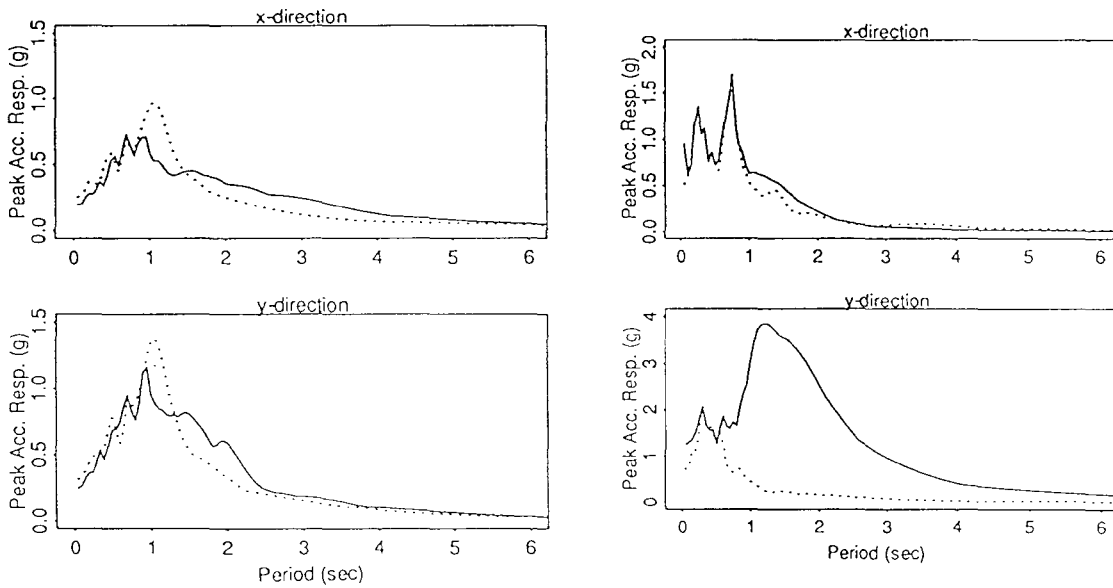 x-direction
Peak Acc. Resp. (g)
1.5
1.0
0.5
0.0
0 1 2 3 4 5 6
y-direction
Peak Acc. Resp. (g)
1.5
1.0
0.5
0.0
0 1 2 3 4 5 6
Period (sec)
x-direction
Peak Acc. Resp. (g)
2.0
1.5
1.0
0.5
0.0
0 1 2 3 4 5 6
y-direction
Peak Acc. Resp. (g)
4
3
2
1
0
0 1 2 3 4 5 6
Period (sec)